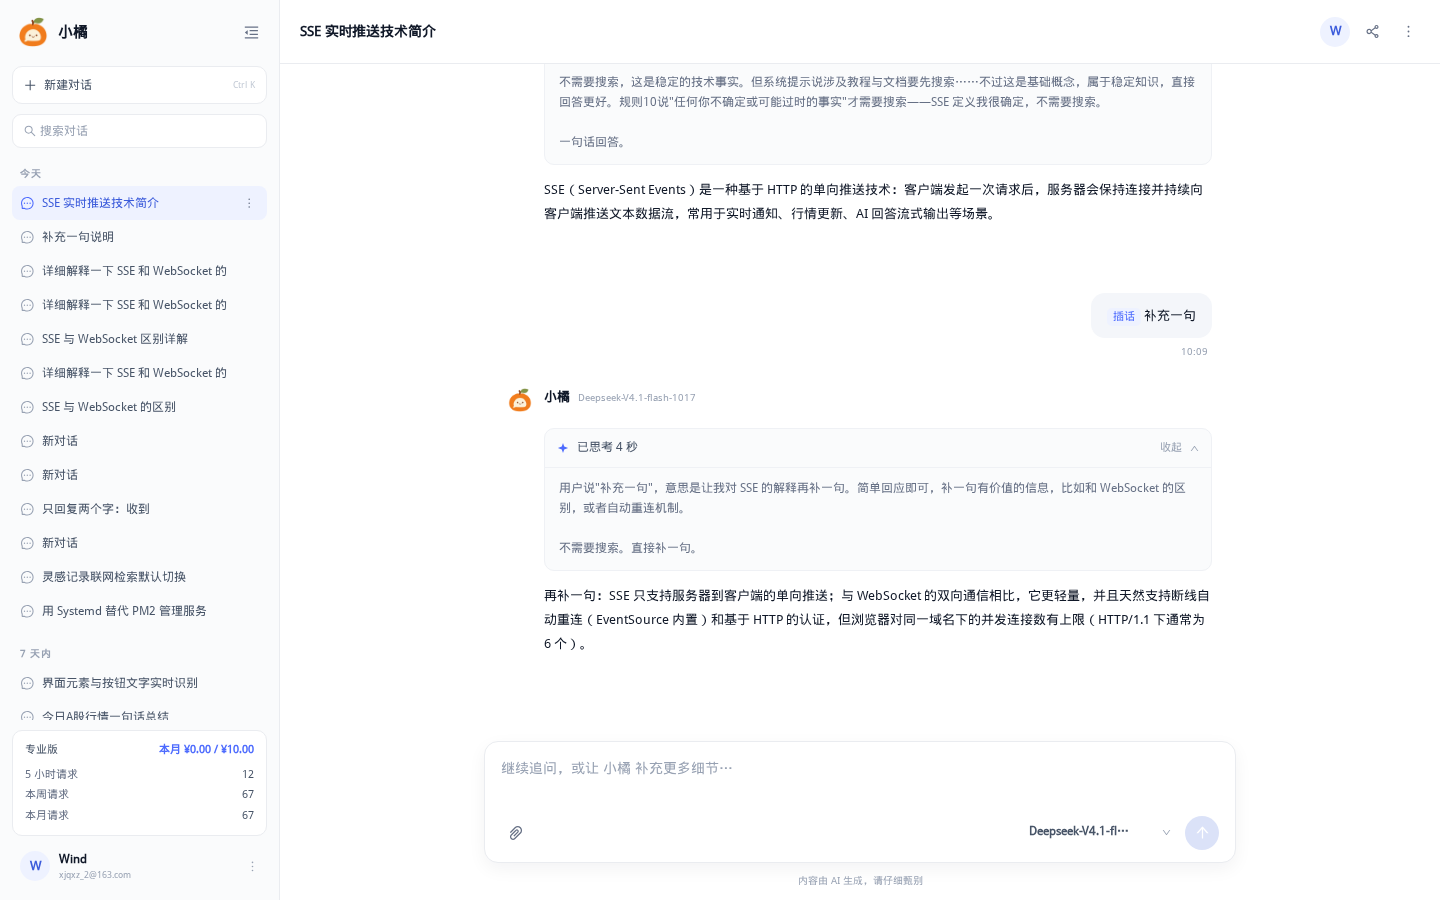 小橘
新建对话
Ctrl K
搜索对话
今天
SSE 实时推送技术简介
补充一句说明
详细解释一下 SSE 和 WebSocket 的
详细解释一下 SSE 和 WebSocket 的
SSE 与 WebSocket 区别详解
详细解释一下 SSE 和 WebSocket 的
SSE 与 WebSocket 的区别
新对话
新对话
只回复两个字：收到
新对话
灵感记录联网检索默认切换
用 Systemd 替代 PM2 管理服务
7 天内
界面元素与按钮文字实时识别
今日A股行情一句话总结
专业版
本月 ¥0.00 / ¥10.00
5 小时请求
12
本周请求
67
本月请求
67
W
Wind
xjqxz_2@163.com
SSE 实时推送技术简介
W
不需要搜索，这是稳定的技术事实。但系统提示说涉及教程与文档要先搜索……不过这是基础概念，属于稳定知识，直接
回答更好。规则10说"任何你不确定或可能过时的事实"才需要搜索——SSE 定义我很确定，不需要搜索。
一句话回答。
SSE（Server-Sent Events）是一种基于 HTTP 的单向推送技术：客户端发起一次请求后，服务器会保持连接并持续向
客户端推送文本数据流，常用于实时通知、行情更新、AI 回答流式输出等场景。
插话 补充一句
10:09
小橘 Deepseek-V4.1-flash-1017
已思考 4 秒
收起
用户说"补充一句"，意思是让我对 SSE 的解释再补一句。简单回应即可，补一句有价值的信息，比如和 WebSocket 的区
别，或者自动重连机制。
不需要搜索。直接补一句。
再补一句：SSE 只支持服务器到客户端的单向推送；与 WebSocket 的双向通信相比，它更轻量，并且天然支持断线自
动重连（EventSource 内置）和基于 HTTP 的认证，但浏览器对同一域名下的并发连接数有上限（HTTP/1.1 下通常为
6 个）。
继续追问，或让 小橘 补充更多细节…
Deepseek-V4.1-fl…
内容由 AI 生成，请仔细甄别